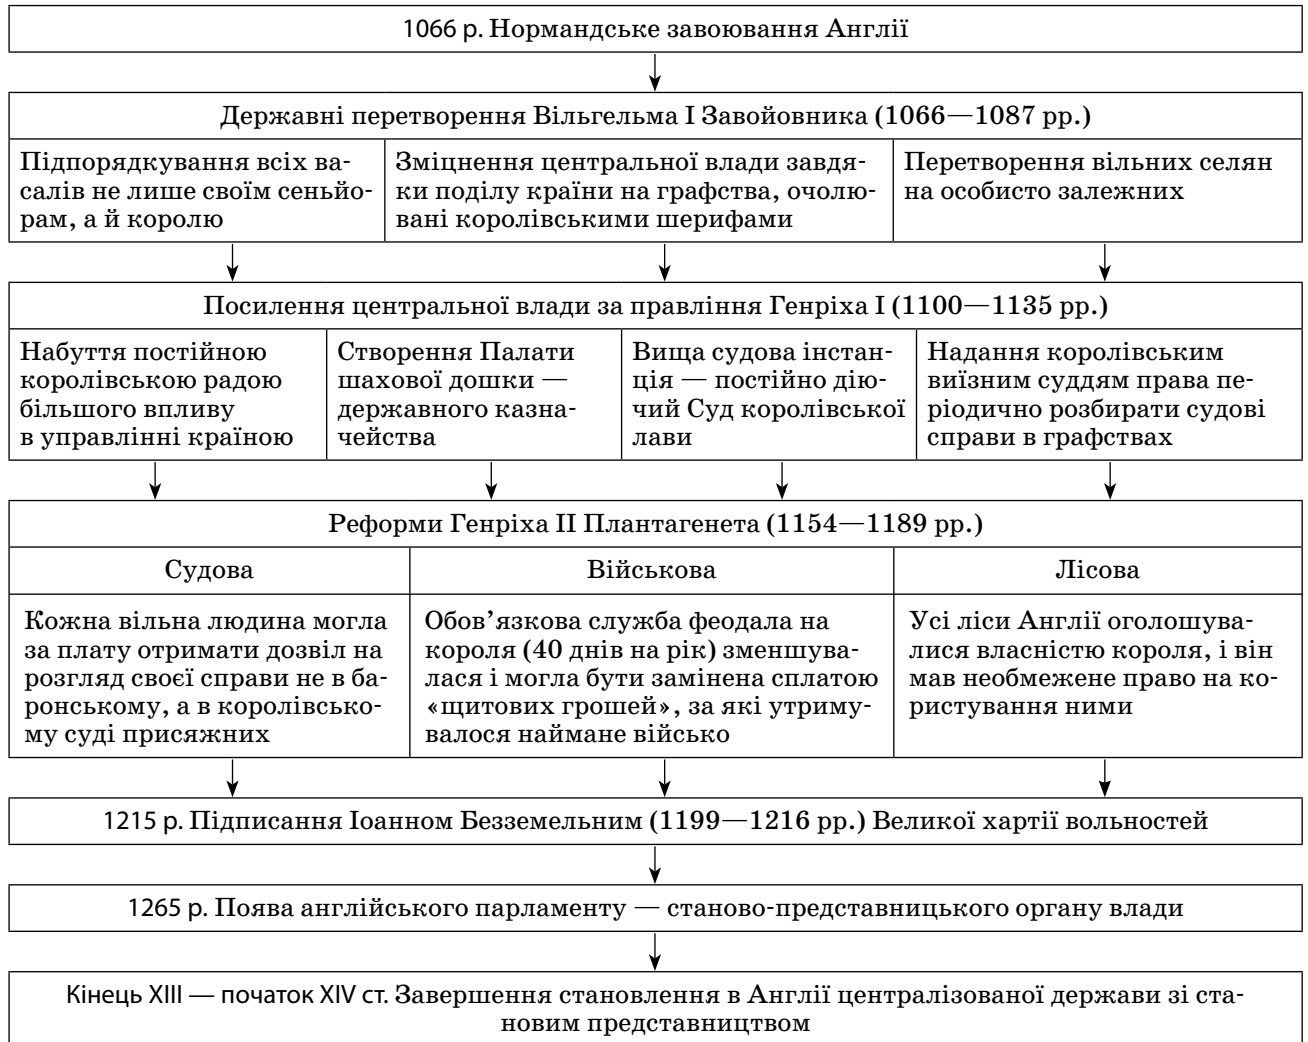 1066 р. Нормандське завоювання Англії
Державні перетворення Вільгельма І Завойовника (1066—1087 рр.)
Підпорядкування всіх ва-
салів не лише своїм сеньйо-
рам, а й королю
Зміцнення центральної влади завдя-
ки поділу країни на графства, очолю-
вані королівськими шерифами
Перетворення вільних селян
на особисто залежних
Посилення центральної влади за правління Генріха І (1100—1135 рр.)
Набуття постійною
королівською радою
більшого впливу
в управлінні країною
Створення Палати
шахової дошки —
державного казна-
чейства
Вища судова інстан-
ція — постійно дію-
чий Суд королівської
лави
Надання королівським
виїзним суддям права пе-
ріодично розбирати судові
справи в графствах
Реформи Генріха ІІ Плантагенета (1154—1189 рр.)
Судова
Військова
Лісова
Кожна вільна людина могла
за плату отримати дозвіл на
розгляд своєї справи не в ба-
ронському, а в королівсько-
му суді присяжних
Обов’язкова служба феодала на
короля (40 днів на рік) зменшува-
лася і могла бути замінена сплатою
«щитових грошей», за які утриму-
валося наймане військо
Усі ліси Англії оголошува-
лися власністю короля, і він
мав необмежене право на ко-
ристування ними
1215 р. Підписання Іоанном Безземельним (1199—1216 рр.) Великої хартії вольностей
1265 р. Поява англійського парламенту — станово-представницького органу влади
Кінець XIII — початок XIV ст. Завершення становлення в Англії централізованої держави зі ста-
новим представництвом